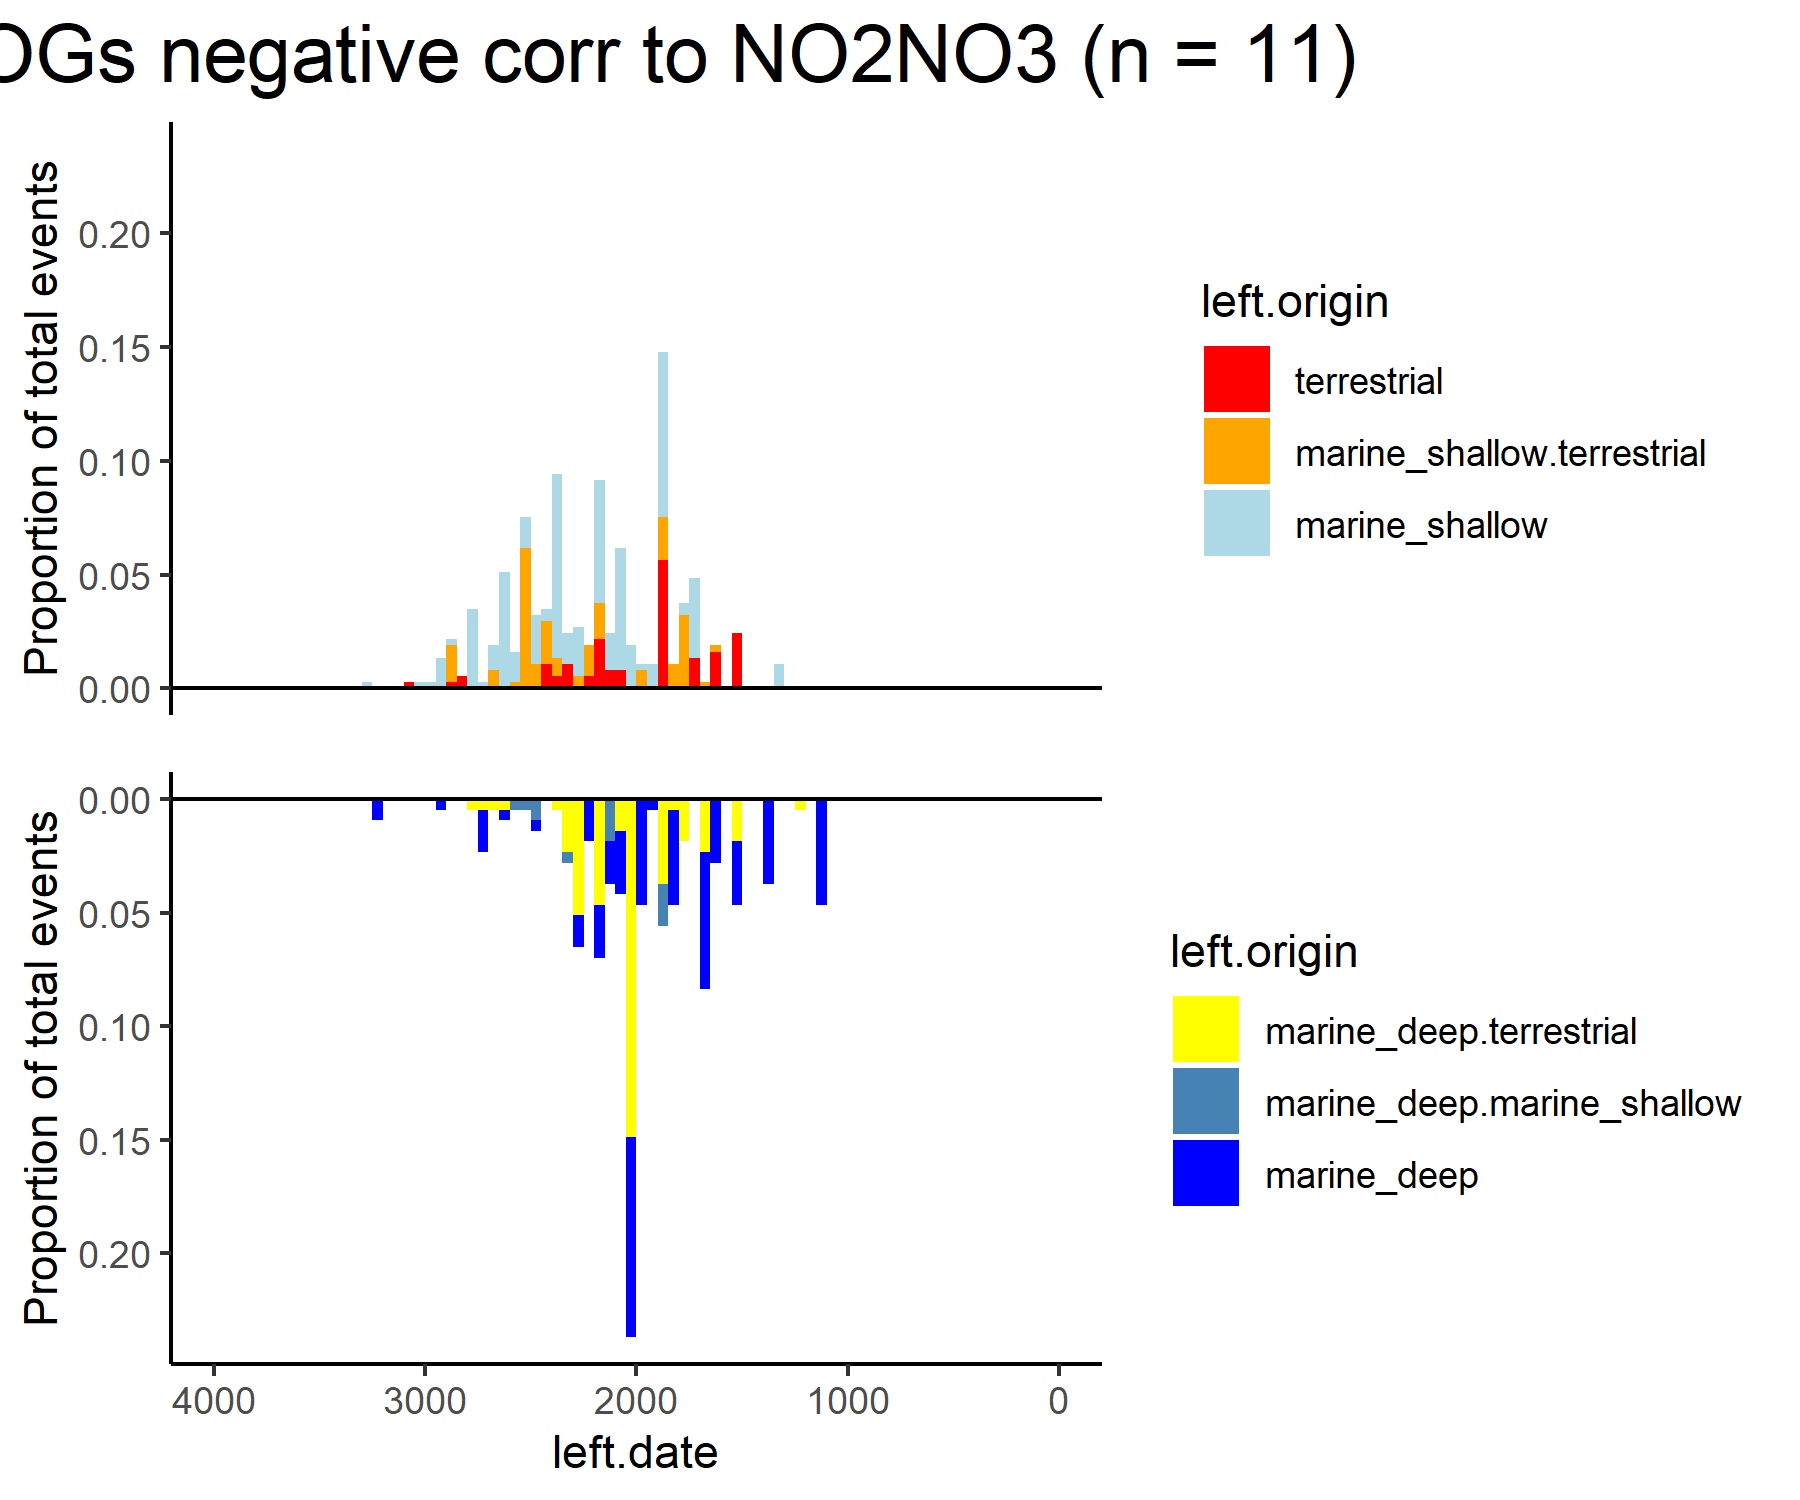 OGs negative corr to NO2NO3 (n = 11)
Proportion of total events
0.20
0.15
0.10
0.05
0.00
left.origin
terrestrial
marine_shallow.terrestrial
marine_shallow
Proportion of total events
0.00
0.05
0.10
0.15
0.20
left.origin
marine_deep.terrestrial
marine_deep.marine_shallow
marine_deep
4000 3000 2000 1000 0
left.date